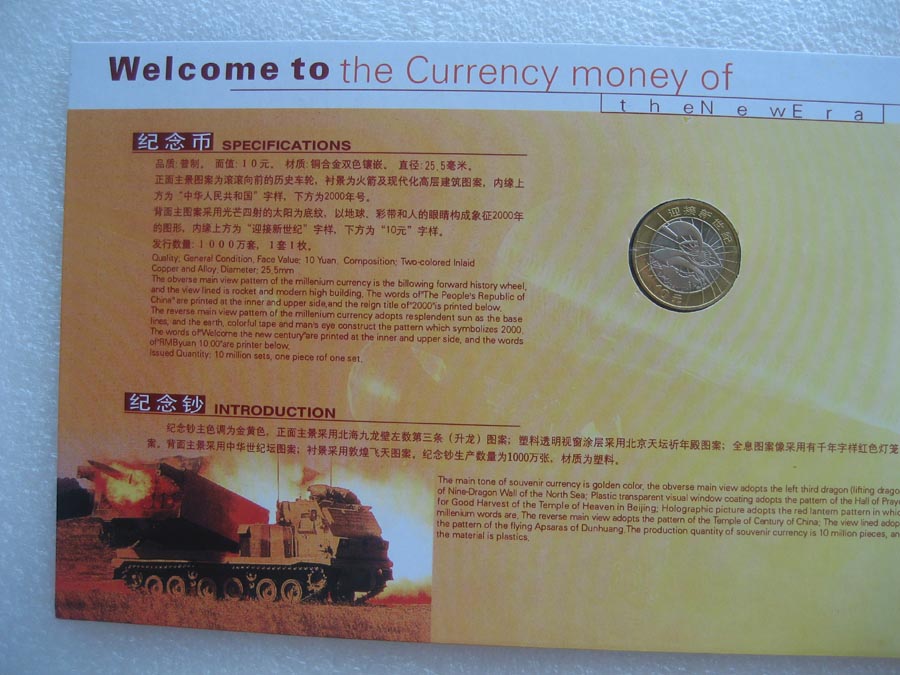 Welcome to the Currency money of
the New Era
纪念币 SPECIFICATIONS
品质:普制。 面值:10元。 材质:铜合金双色镶嵌。 直径:25.5毫米。
正面主景图案为滚滚向前的历史车轮，衬景为火箭及现代化高层建筑图案，内缘上
方为“中华人民共和国”字样，下方为2000年号。
背面主图案采用光芒四射的太阳为底纹，以地球，彩带和人的眼睛构成象征2000年
的图形，内缘上方为“迎接新世纪”字样，下方为“10元”字样。
发行数量:1000万套，1套1枚。
Quality: General Condition, Face Value: 10 Yuan, Composition: Two-colored Inlaid
Copper and Alloy, Diameter: 25.5mm
The obverse main view pattern of the millenium currency is the billowing forward history wheel,
and the view lined is rocket and modern high building. The words of"The People's Republic of
China"are printed at the inner and upper side,and the reign title of"2000"is printed below.
The reverse main view pattern of the millenium currency adopts resplendent sun as the base
lines, and the earth, colorful tape and man's eye construct the pattern which symbolizes 2000.
The words of"Welcome the new century"are printed at the inner and upper side, and the words
of"RMByuan 10.00"are printer below.
Issued Quantity: 10 million sets, one piece rof one set.
迎接新世纪
10元
纪念钞 INTRODUCTION
纪念钞主色调为金黄色，正面主景采用北海九龙壁左数第三条（升龙）图案；塑料透明视窗涂层采用北京天坛祈年殿图案；全息图案像采用有千年字样红色灯笼
案。背面主景采用中华世纪坛图案；衬景采用敦煌飞天图案。纪念钞生产数量为1000万张，材质为塑料。
The main tone of souvenir currency is golden color, the obverse main view adopts the left third dragon (lifting drago
of Nine-Dragon Wall of the North Sea; Plastic transparent visual window coating adopts the pattern of the Hall of Praye
for Good Harvest of the Temple of Heaven in Beijing; Holographic picture adopts the red lantern pattern in whic
millenium words are. The reverse main view adopts the pattern of the Temple of Century of China; The view lined adop
the pattern of the flying Apsaras of Dunhuang.The production quantity of souvenir currency is 10 million pieces, an
the material is plastics.